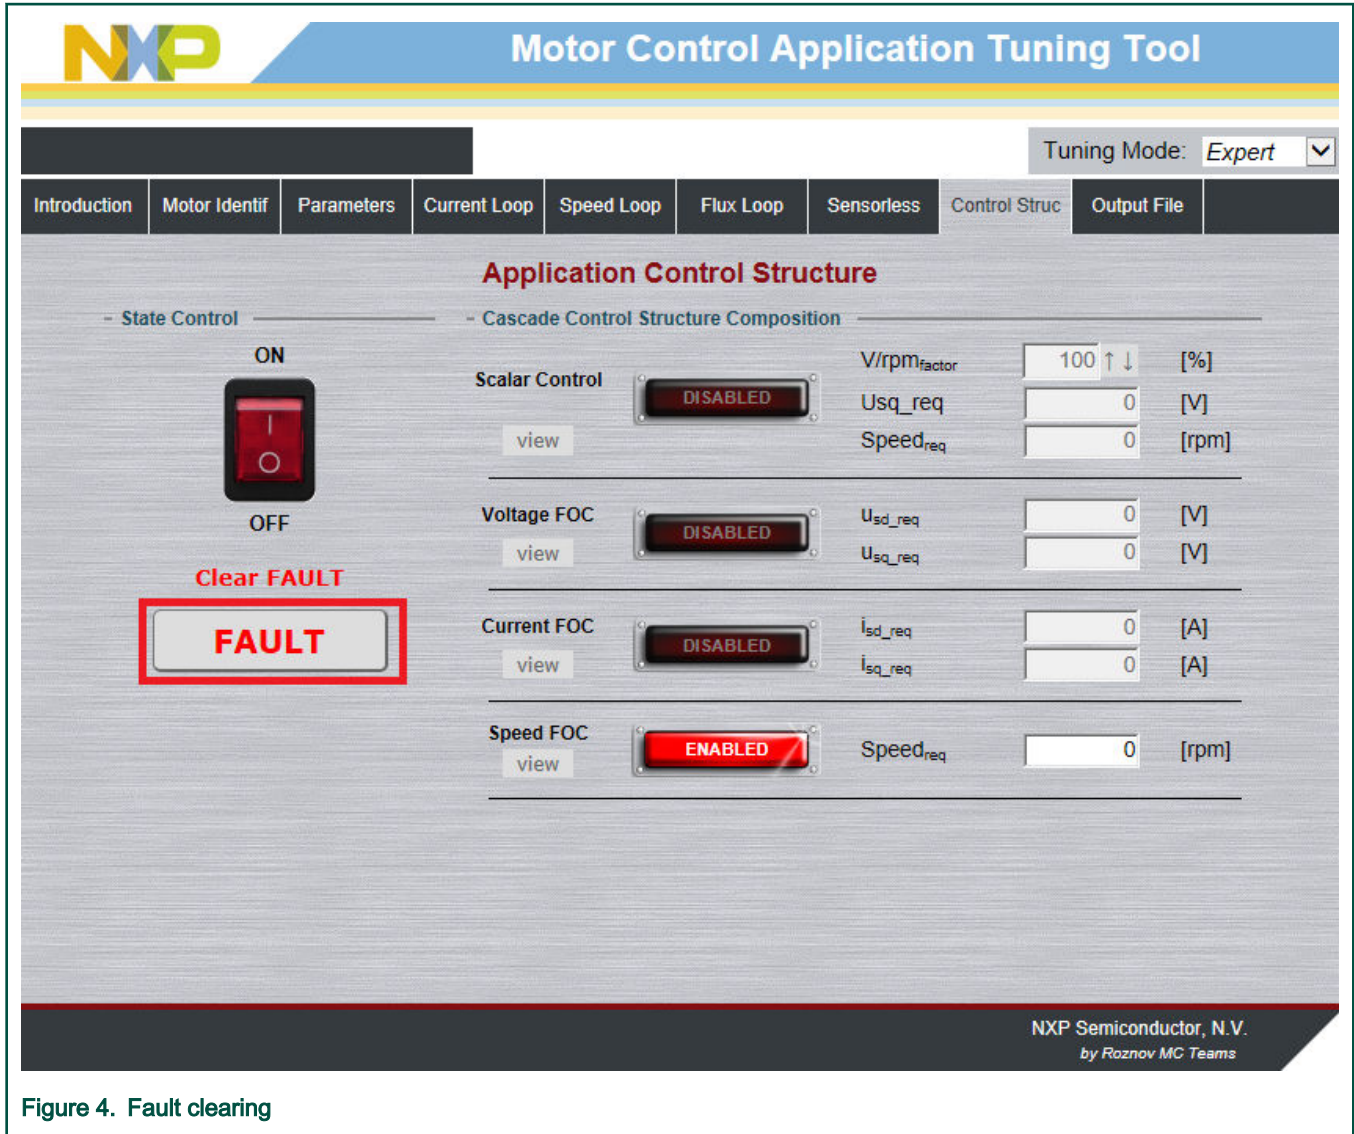 NXP
Motor Control Application Tuning Tool
Tuning Mode: Expert
Introduction Motor Identif Parameters Current Loop Speed Loop Flux Loop Sensorless Control Struc Output File
Application Control Structure
- State Control
ON
I
O
OFF
Clear FAULT
FAULT
- Cascade Control Structure Composition
Scalar Control DISABLED
view
V/rpmfactor 100 ↑↓ [%]
Usq_req 0 [V]
Speedreq 0 [rpm]
Voltage FOC DISABLED
view
usd_req 0 [V]
usq_req 0 [V]
Current FOC DISABLED
view
isd_req 0 [A]
isq_req 0 [A]
Speed FOC ENABLED
view
Speedreq 0 [rpm]
NXP Semiconductor, N.V.
by Roznov MC Teams
Figure 4. Fault clearing